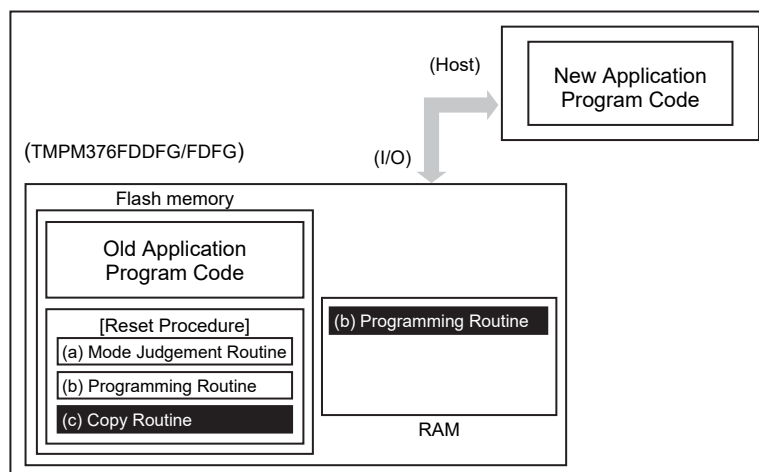 (Host)
New Application
Program Code
(TMPM376FDDFG/FDFG)
(I/O)
Flash memory
Old Application
Program Code
[Reset Procedure]
(a) Mode Judgement Routine
(b) Programming Routine
(c) Copy Routine
(b) Programming Routine
RAM